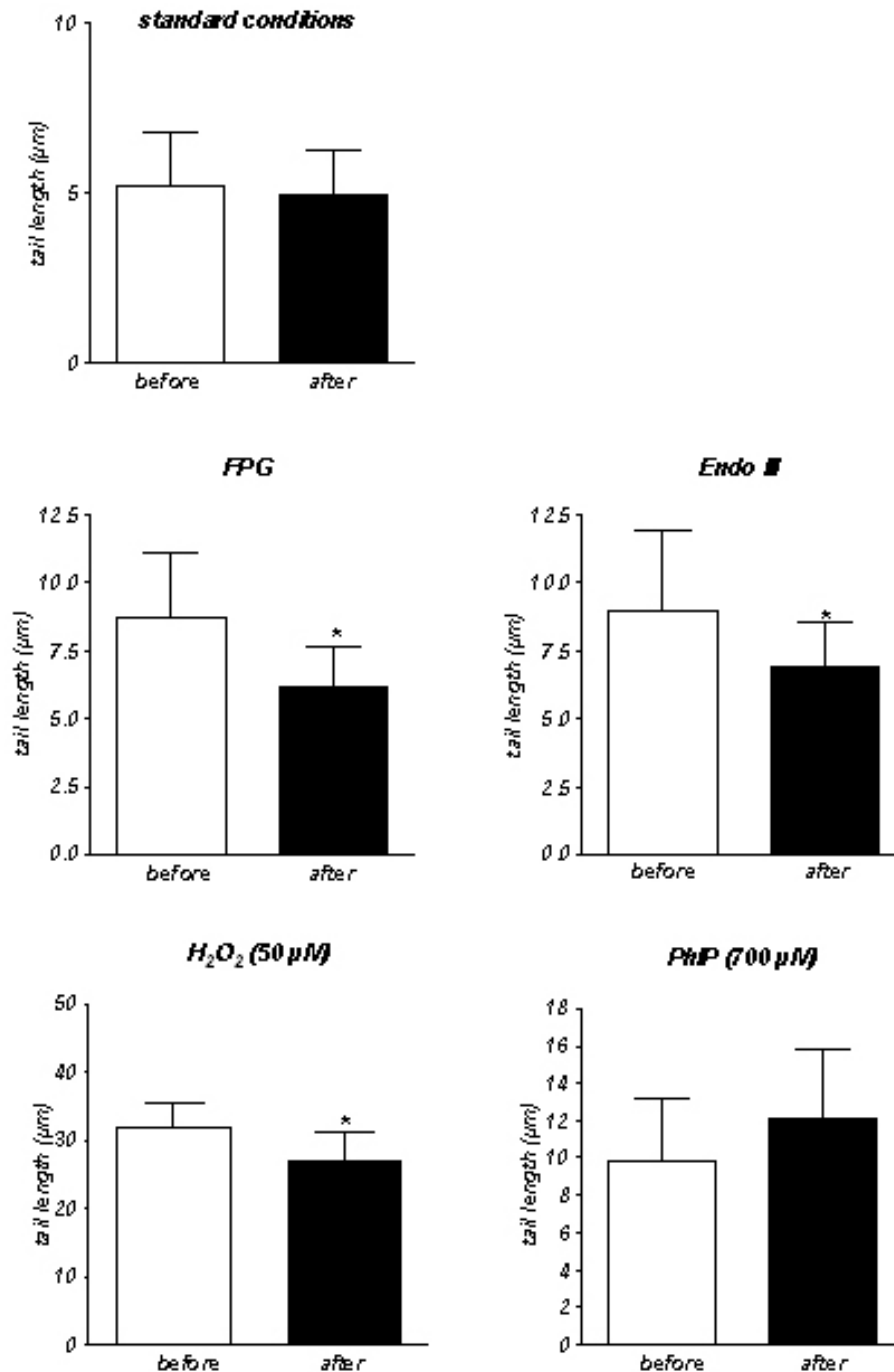 standard conditions
10
5
0
tail length (µm)
before after
FPG
12.5
10.0
7.5
5.0
2.5
0.0
tail length (µm)
*
before after
Endo III
12.5
10.0
7.5
5.0
2.5
0.0
tail length (µm)
*
before after
H₂O₂ (50 µM)
50
40
30
20
10
0
tail length (µm)
*
before after
PhIP (700 µM)
18
16
14
12
10
8
6
4
2
0
tail length (µm)
before after